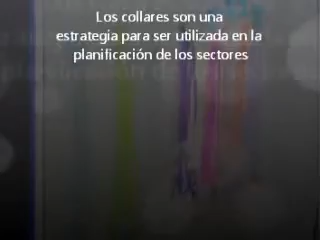 Los collares son una
estrategia para ser utilizada en la
planificación de los sectores